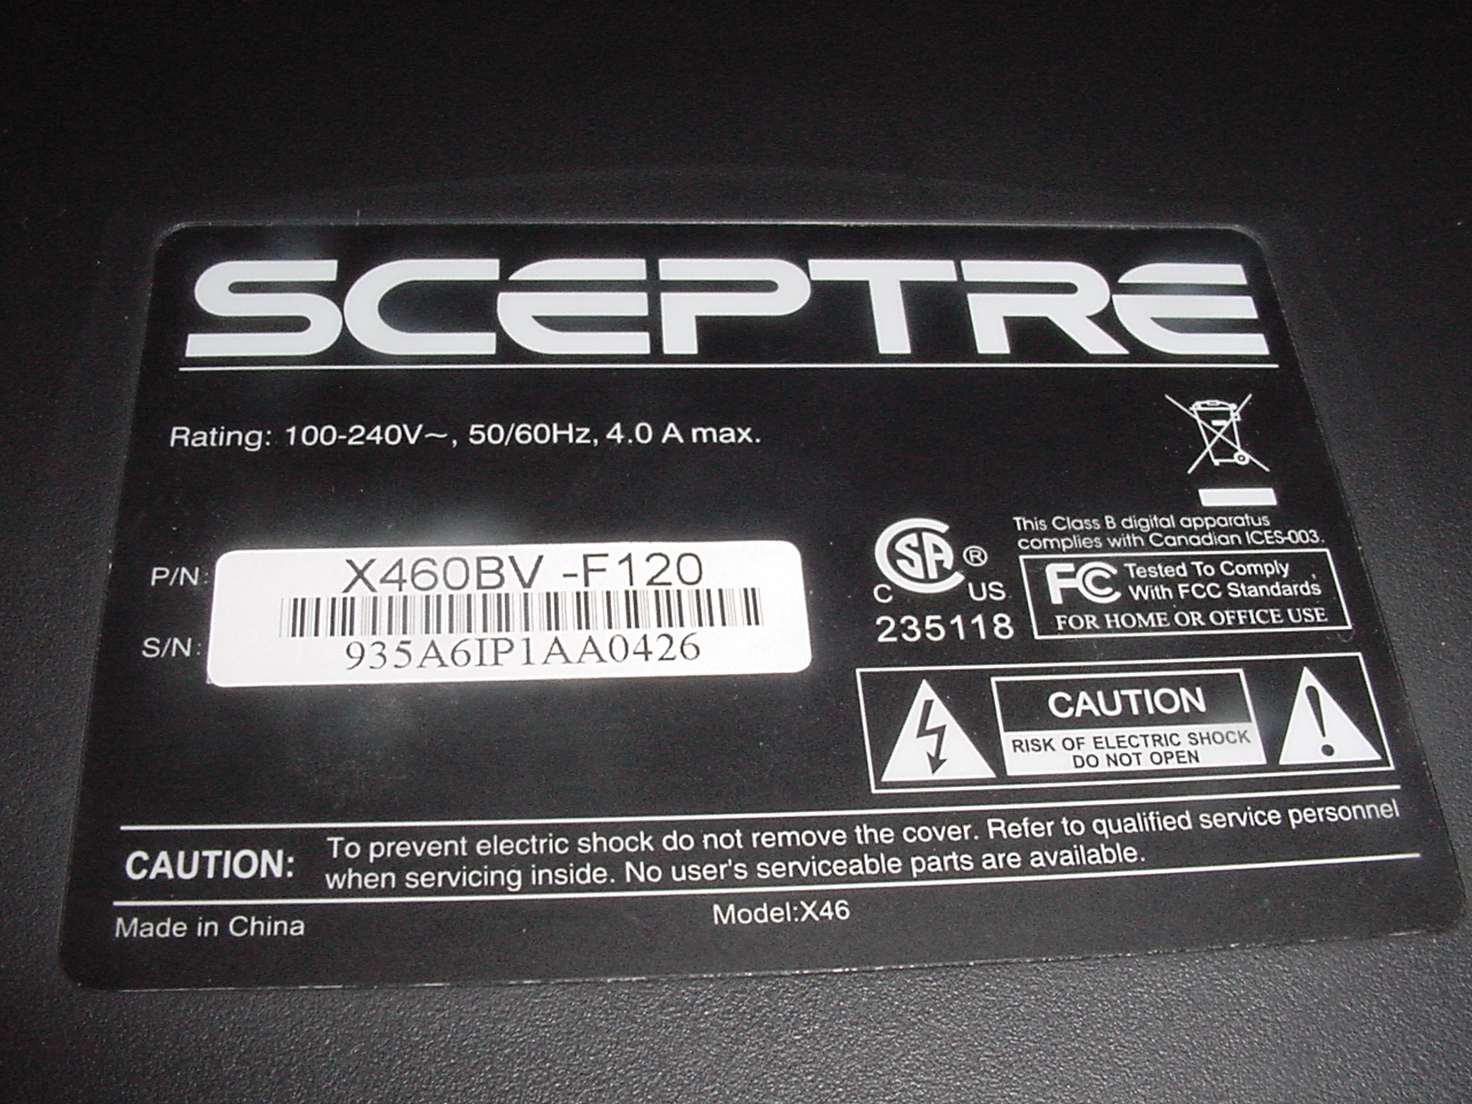 SCEPTRE
Rating: 100-240V~, 50/60Hz, 4.0 A max.
P/N: X460BV -F120
S/N: 935A6IP1AA0426
This Class B digital apparatus
complies with Canadian ICES-003.
CSA ®
C US
235118
FC Tested To Comply
With FCC Standards
FOR HOME OR OFFICE USE
CAUTION
RISK OF ELECTRIC SHOCK
DO NOT OPEN
CAUTION: To prevent electric shock do not remove the cover. Refer to qualified service personnel
when servicing inside. No user's serviceable parts are available.
Made in China
Model:X46